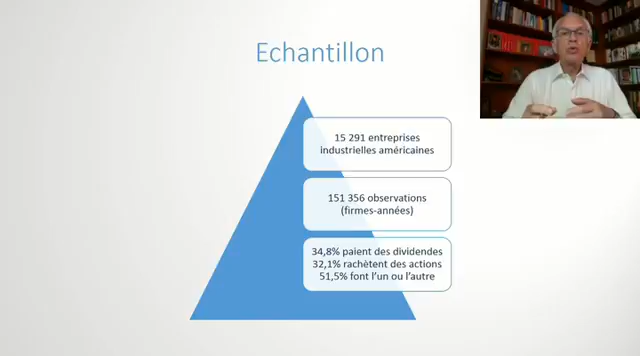 Echantillon
15 291 entreprises
industrielles américaines
151 356 observations
(firmes-années)
34,8% paient des dividendes
32,1% rachètent des actions
51,5% font l'un ou l'autre